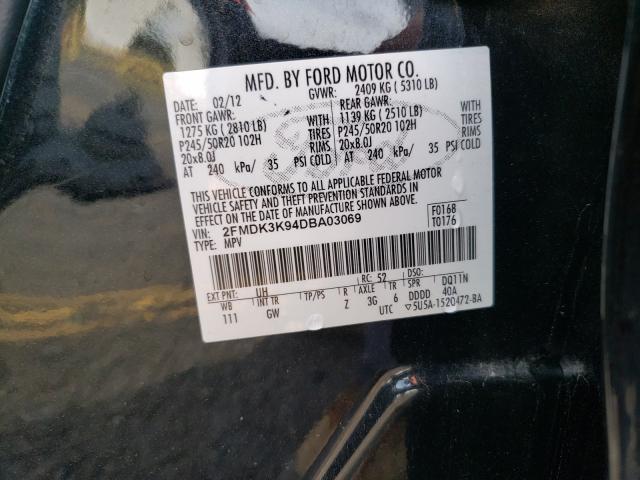 MFD. BY FORD MOTOR CO.
DATE: 02/12 GVWR: 2409 KG ( 5310 LB)
FRONT GAWR: REAR GAWR:
1275 KG ( 2810 LB) 1139 KG ( 2510 LB) WITH
P245/50R20 102H TIRES P245/50R20 102H TIRES
20x8.0J RIMS 20x8.0J RIMS
AT 240 kPa/ 35 PSI COLD AT 240 kPa/ 35 PSI COLD
THIS VEHICLE CONFORMS TO ALL APPLICABLE FEDERAL MOTOR
VEHICLE SAFETY AND THEFT PREVENTION STANDARDS IN
EFFECT ON THE DATE OF MANUFACTURE SHOWN ABOVE.
VIN: 2FMDK3K94DBA03069 F0168
TYPE: MPV T0176
EXT PNT: UH RC: 52 DSO:
WB INT TR TP/PS R AXLE TR SPR DQ11N
111 GW Z 3G 6 DDDD 40A
UTC ▽5U5A-1520472-BA